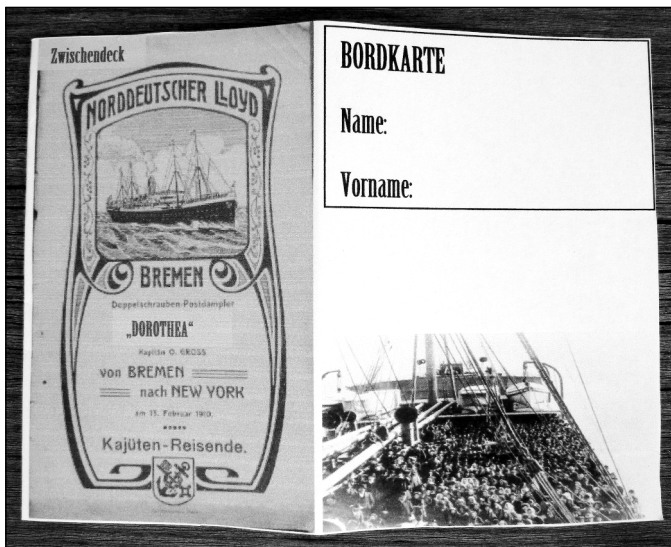 Zwischendeck
NORDDEUTSCHER LLOYD
BREMEN
Doppelschrauben-Postdampfer
„DOROTHEA“
Kapitän O. GROSS
von BREMEN
nach NEW YORK
am 15. Februar 1910.
Kajüten-Reisende.
BORDKARTE
Name:
Vorname: